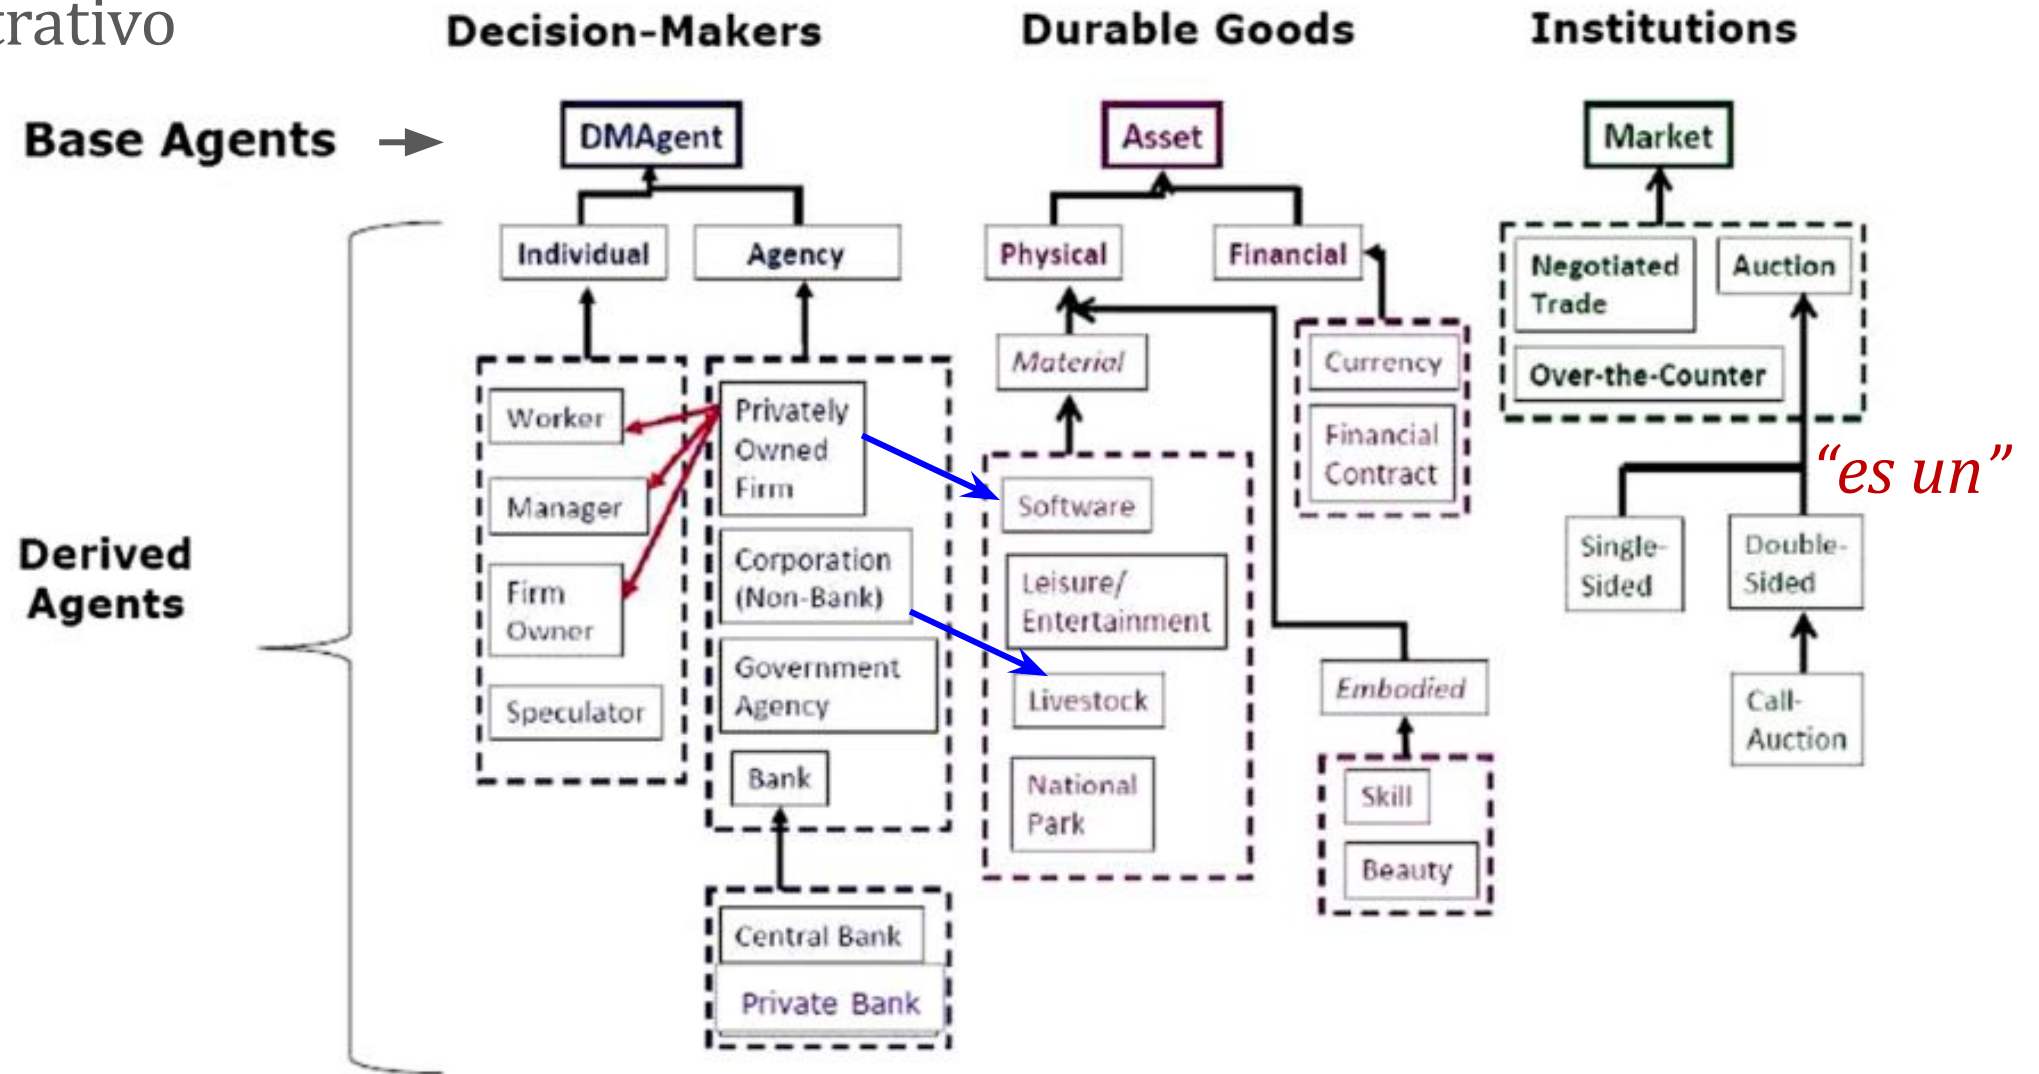 trativo
Decision-Makers
Durable Goods
Institutions
Base Agents
DMAgent
Asset
Market
Individual
Agency
Physical
Financial
Negotiated
Trade
Auction
Over-the-Counter
Material
Currency
Financial
Contract
Worker
Manager
Firm
Owner
Speculator
Privately
Owned
Firm
Corporation
(Non-Bank)
Government
Agency
Bank
Central Bank
Private Bank
Software
Leisure/
Entertainment
Livestock
National
Park
Embodied
Skill
Beauty
“es un”
Single-
Sided
Double-
Sided
Call-
Auction
Derived
Agents